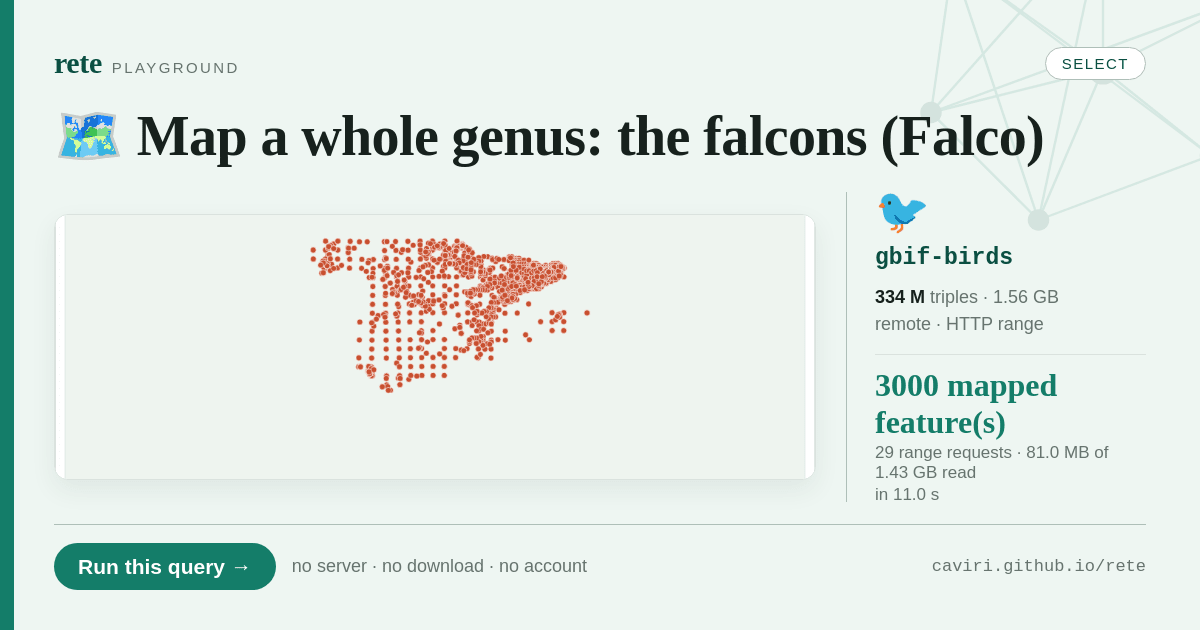 rete PLAYGROUND
SELECT
Map a whole genus: the falcons (Falco)
gbif-birds
334 M triples · 1.56 GB
remote · HTTP range
3000 mapped
feature(s)
29 range requests · 81.0 MB of
1.43 GB read
in 11.0 s
Run this query →
no server · no download · no account
caviri.github.io/rete